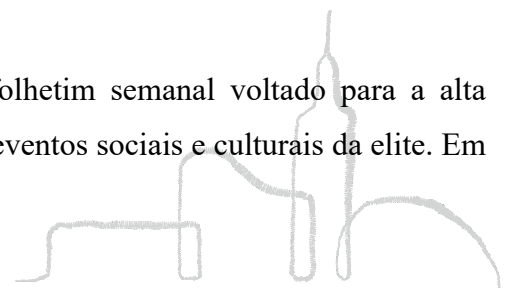 folhetim semanal voltado para a alta
eventos sociais e culturais da elite. Em